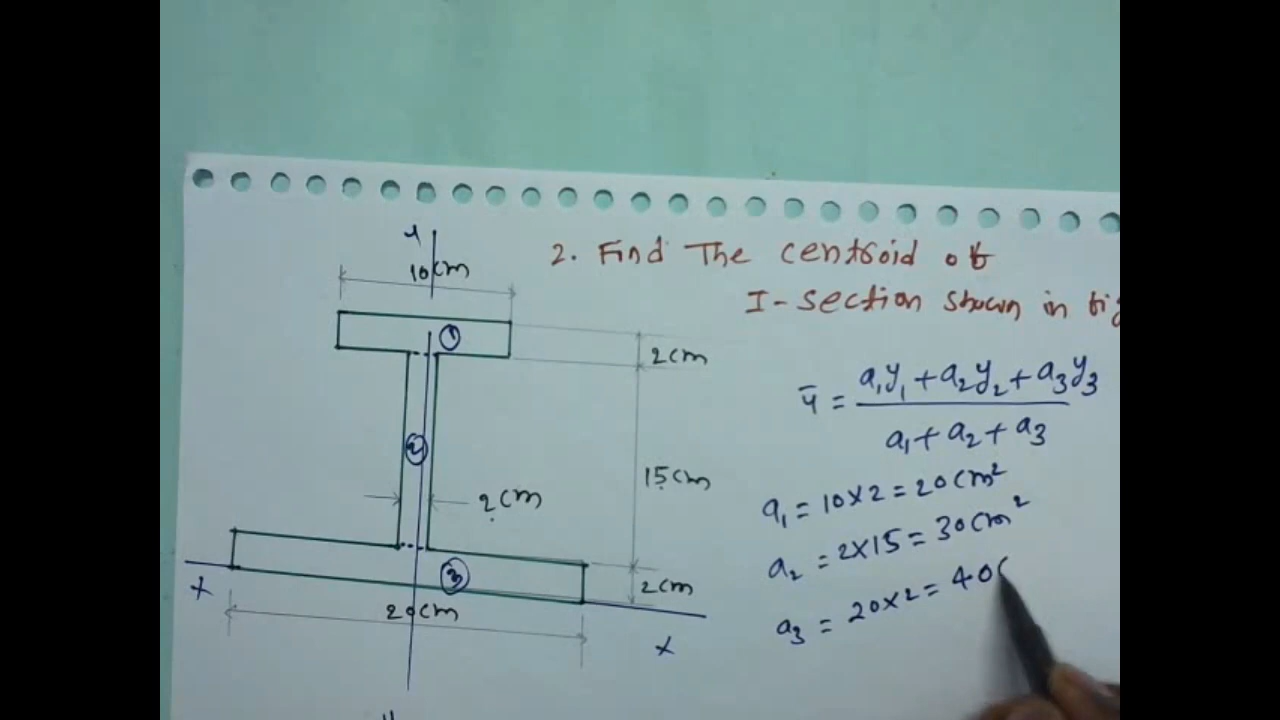 2. Find The centroid of
I-section shown in fig
y
10cm
1
2cm
ȳ = a₁y₁ + a₂y₂ + a₃y₃
a₁ + a₂ + a₃
2
15cm
2cm
a₁ = 10×2 = 20cm²
a₂ = 2×15 = 30cm²
3
2cm
a₃ = 20×2 = 40c
x
20cm
x